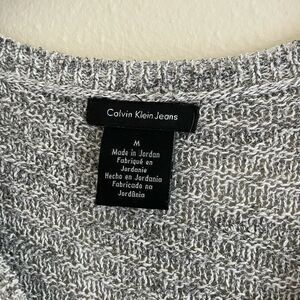 Calvin Klein Jeans
M
Made in Jordan
Fabriqué en
Jordanie
Hecho en Jordania
Fabricado na
Jordânia